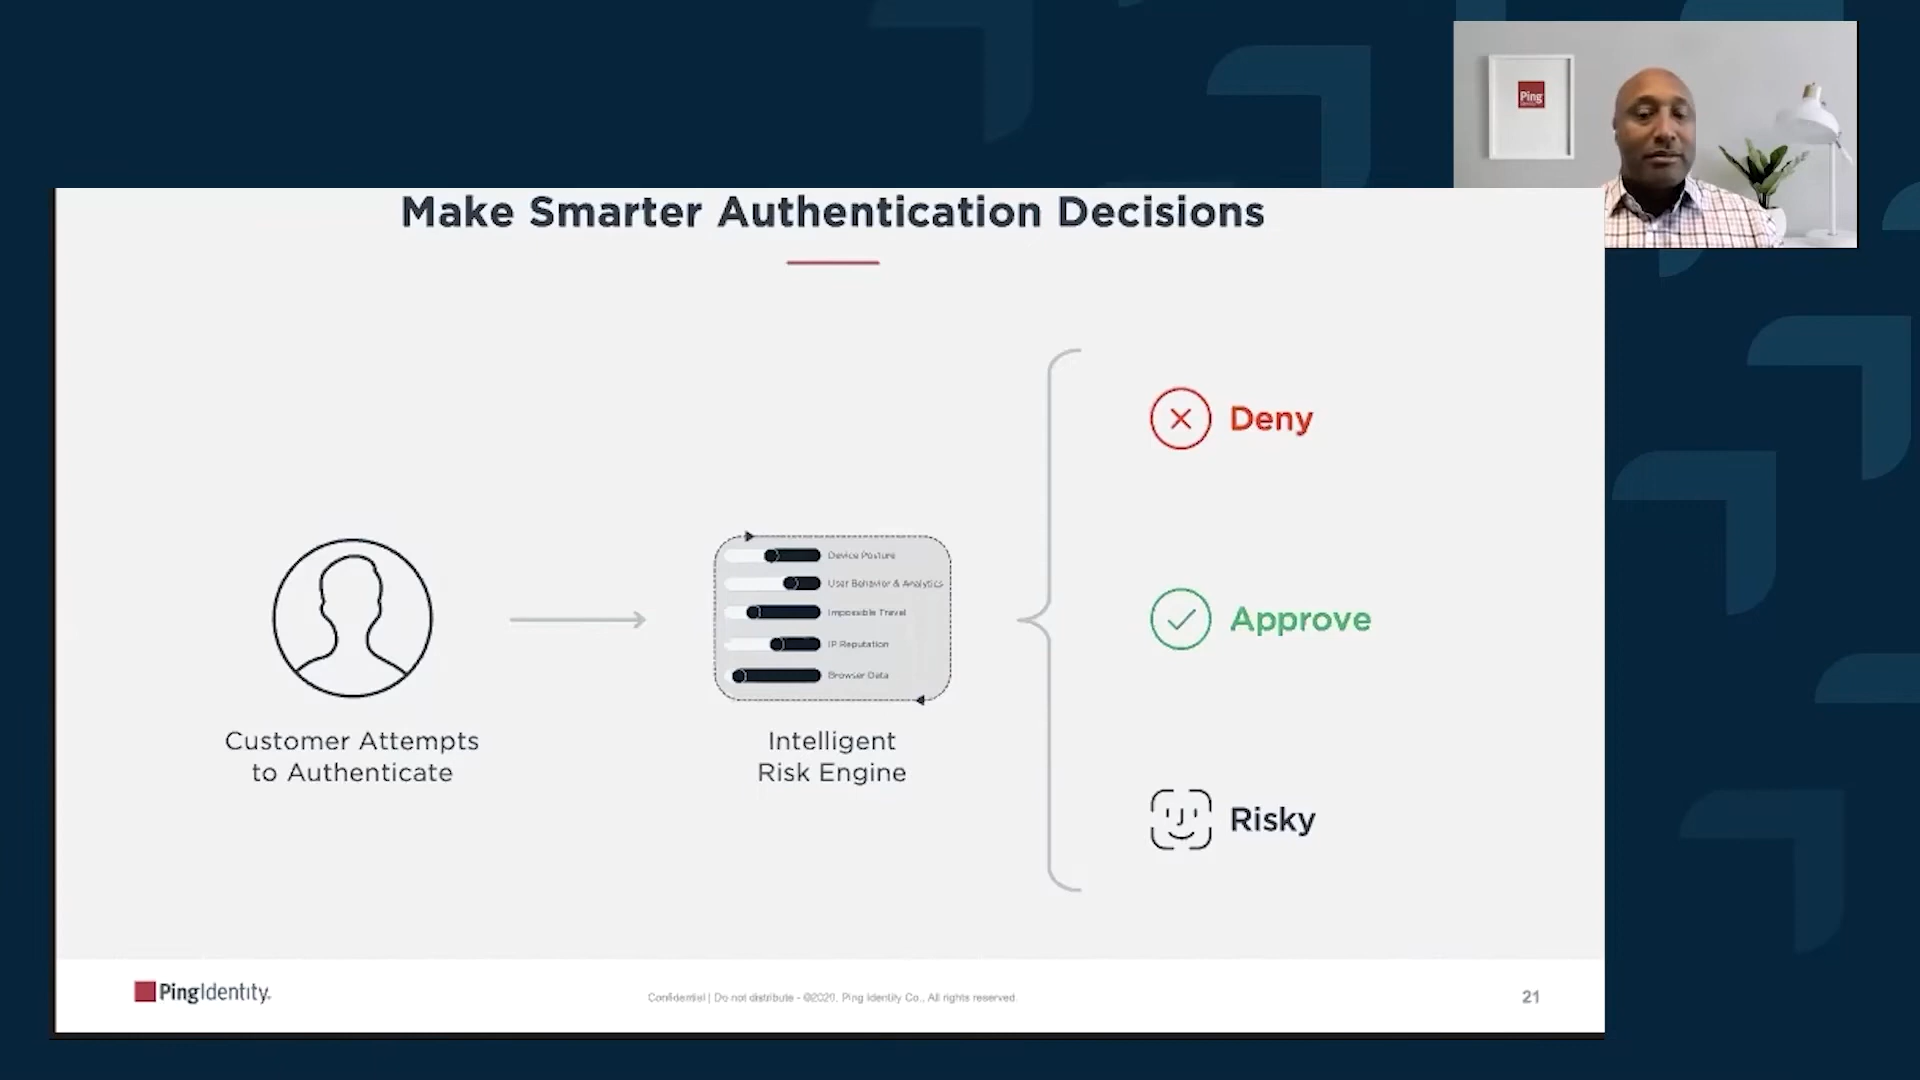 Ping
Make Smarter Authentication Decisions
Deny
Device Posture
User Behavior & Analytics
Impossible Travel
IP Reputation
Browser Data
Approve
Customer Attempts
to Authenticate
Intelligent
Risk Engine
Risky
PingIdentity.
Confidential | Do not distribute - ©2020, Ping Identity Co., All rights reserved.
21